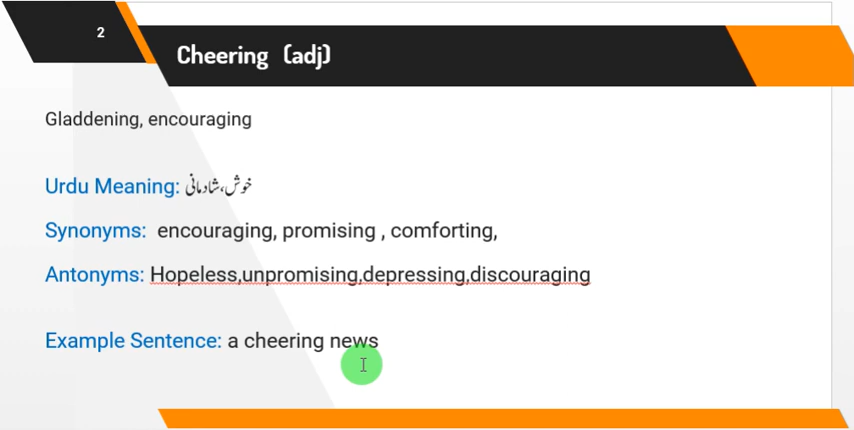 2
Cheering (adj)
Gladdening, encouraging
Urdu Meaning: خوش،شادمانی
Synonyms: encouraging, promising , comforting,
Antonyms: Hopeless,unpromising,depressing,discouraging
Example Sentence: a cheering news